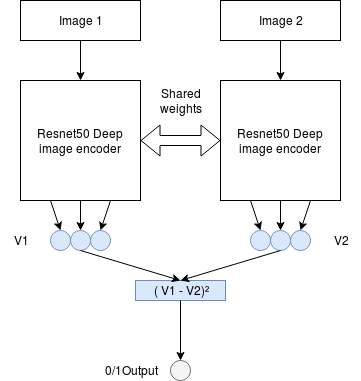 Image 1
Image 2
Shared
weights
Resnet50 Deep
image encoder
Resnet50 Deep
image encoder
V1
V2
( V1 - V2)²
0/1Output